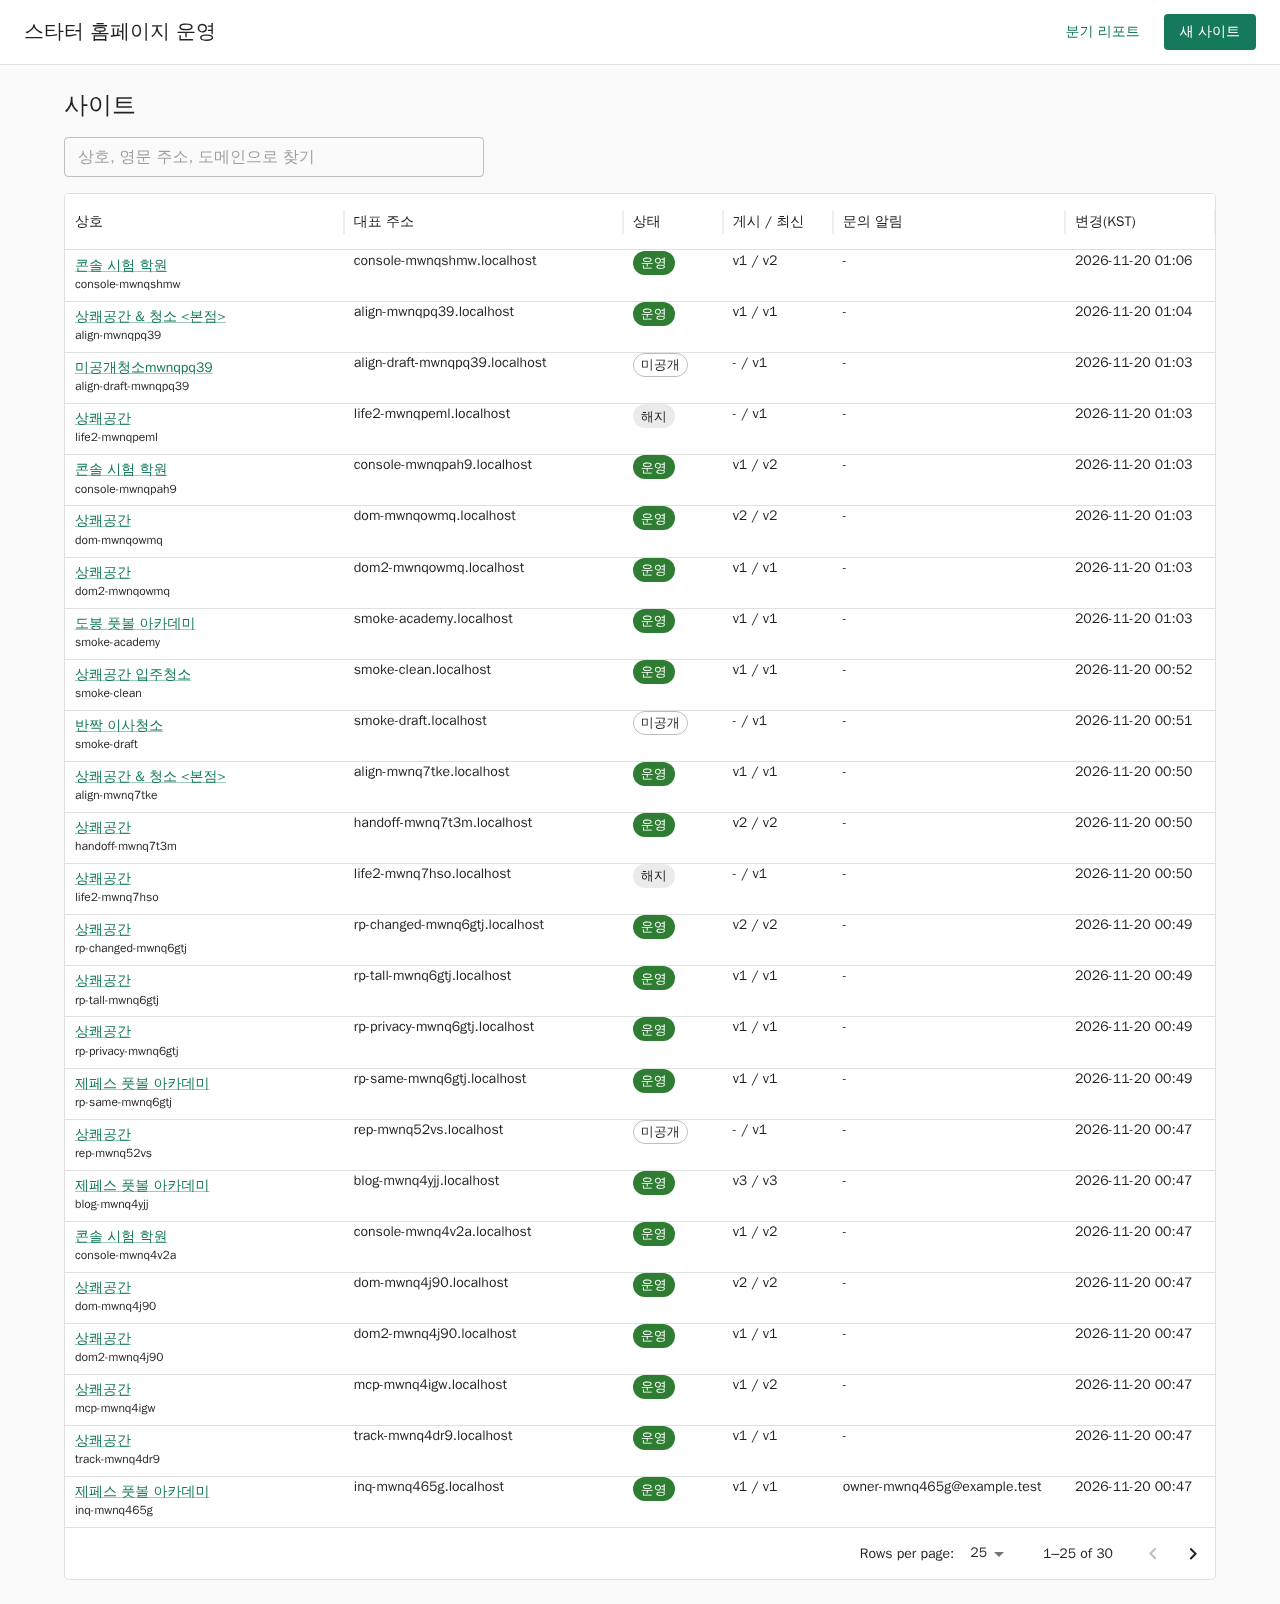 스타터 홈페이지 운영
분기 리포트
새 사이트
사이트
상호, 영문 주소, 도메인으로 찾기
상호 대표 주소 상태 게시 / 최신 문의 알림 변경(KST)
콘솔 시험 학원 console-mwnqshmw.localhost 운영 v1 / v2 - 2026-11-20 01:06
console-mwnqshmw
상쾌공간 & 청소 <본점> align-mwnqpq39.localhost 운영 v1 / v1 - 2026-11-20 01:04
align-mwnqpq39
미공개청소mwnqpq39 align-draft-mwnqpq39.localhost 미공개 - / v1 - 2026-11-20 01:03
align-draft-mwnqpq39
상쾌공간 life2-mwnqpeml.localhost 해지 - / v1 - 2026-11-20 01:03
life2-mwnqpeml
콘솔 시험 학원 console-mwnqpah9.localhost 운영 v1 / v2 - 2026-11-20 01:03
console-mwnqpah9
상쾌공간 dom-mwnqowmq.localhost 운영 v2 / v2 - 2026-11-20 01:03
dom-mwnqowmq
상쾌공간 dom2-mwnqowmq.localhost 운영 v1 / v1 - 2026-11-20 01:03
dom2-mwnqowmq
도봉 풋볼 아카데미 smoke-academy.localhost 운영 v1 / v1 - 2026-11-20 01:03
smoke-academy
상쾌공간 입주청소 smoke-clean.localhost 운영 v1 / v1 - 2026-11-20 00:52
smoke-clean
반짝 이사청소 smoke-draft.localhost 미공개 - / v1 - 2026-11-20 00:51
smoke-draft
상쾌공간 & 청소 <본점> align-mwnq7tke.localhost 운영 v1 / v1 - 2026-11-20 00:50
align-mwnq7tke
상쾌공간 handoff-mwnq7t3m.localhost 운영 v2 / v2 - 2026-11-20 00:50
handoff-mwnq7t3m
상쾌공간 life2-mwnq7hso.localhost 해지 - / v1 - 2026-11-20 00:50
life2-mwnq7hso
상쾌공간 rp-changed-mwnq6gtj.localhost 운영 v2 / v2 - 2026-11-20 00:49
rp-changed-mwnq6gtj
상쾌공간 rp-tall-mwnq6gtj.localhost 운영 v1 / v1 - 2026-11-20 00:49
rp-tall-mwnq6gtj
상쾌공간 rp-privacy-mwnq6gtj.localhost 운영 v1 / v1 - 2026-11-20 00:49
rp-privacy-mwnq6gtj
제페스 풋볼 아카데미 rp-same-mwnq6gtj.localhost 운영 v1 / v1 - 2026-11-20 00:49
rp-same-mwnq6gtj
상쾌공간 rep-mwnq52vs.localhost 미공개 - / v1 - 2026-11-20 00:47
rep-mwnq52vs
제페스 풋볼 아카데미 blog-mwnq4yjj.localhost 운영 v3 / v3 - 2026-11-20 00:47
blog-mwnq4yjj
콘솔 시험 학원 console-mwnq4v2a.localhost 운영 v1 / v2 - 2026-11-20 00:47
console-mwnq4v2a
상쾌공간 dom-mwnq4j90.localhost 운영 v2 / v2 - 2026-11-20 00:47
dom-mwnq4j90
상쾌공간 dom2-mwnq4j90.localhost 운영 v1 / v1 - 2026-11-20 00:47
dom2-mwnq4j90
상쾌공간 mcp-mwnq4igw.localhost 운영 v1 / v2 - 2026-11-20 00:47
mcp-mwnq4igw
상쾌공간 track-mwnq4dr9.localhost 운영 v1 / v1 - 2026-11-20 00:47
track-mwnq4dr9
제페스 풋볼 아카데미 inq-mwnq465g.localhost 운영 v1 / v1 owner-mwnq465g@example.test 2026-11-20 00:47
inq-mwnq465g
Rows per page: 25 1–25 of 30